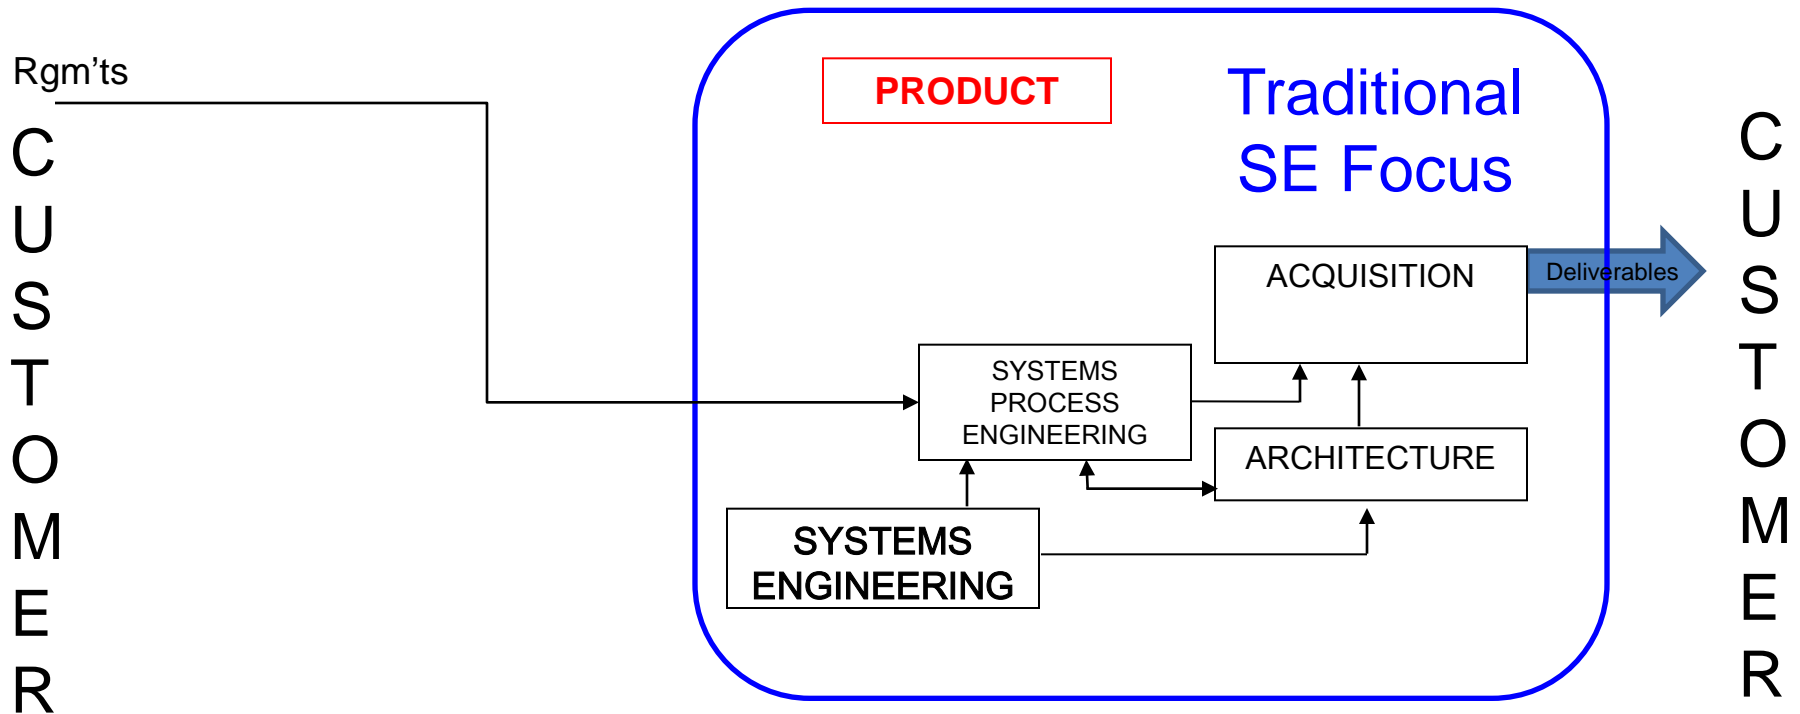 Rgm'ts
C
U
S
T
O
M
E
R
PRODUCT
Traditional
SE Focus
ACQUISITION
Deliverables
SYSTEMS
PROCESS
ENGINEERING
ARCHITECTURE
SYSTEMS
ENGINEERING
C
U
S
T
O
M
E
R